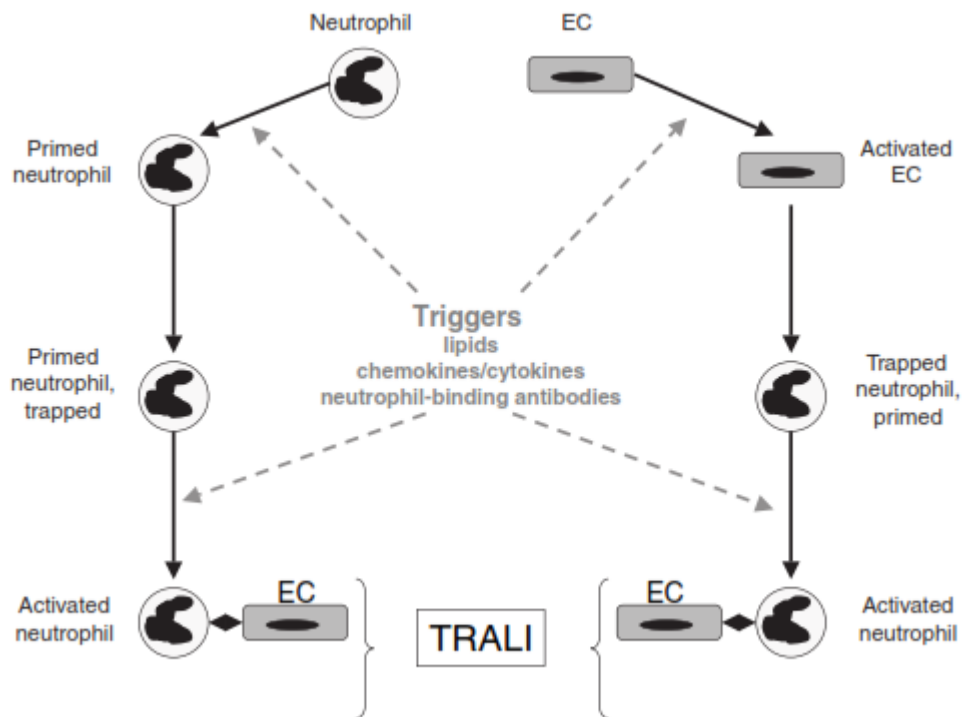 Neutrophil
EC
Primed
neutrophil
Activated
EC
Triggers
lipids
chemokines/cytokines
neutrophil-binding antibodies
Primed
neutrophil,
trapped
Trapped
neutrophil,
primed
Activated
neutrophil
EC
TRALI
EC
Activated
neutrophil